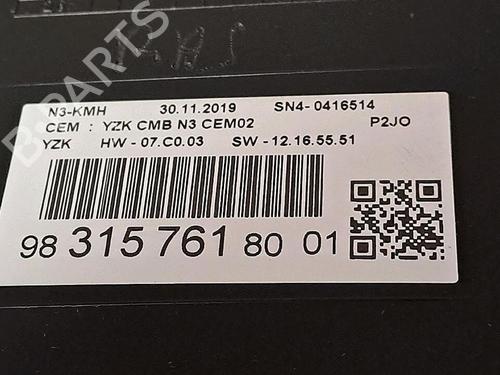 N3-KMH 30.11.2019 SN4- 0416514
CEM : YZK CMB N3 CEM02 P2JO
YZK HW - 07.C0.03 SW - 12.16.55.51
98 315 761 80 01
B-PARTS